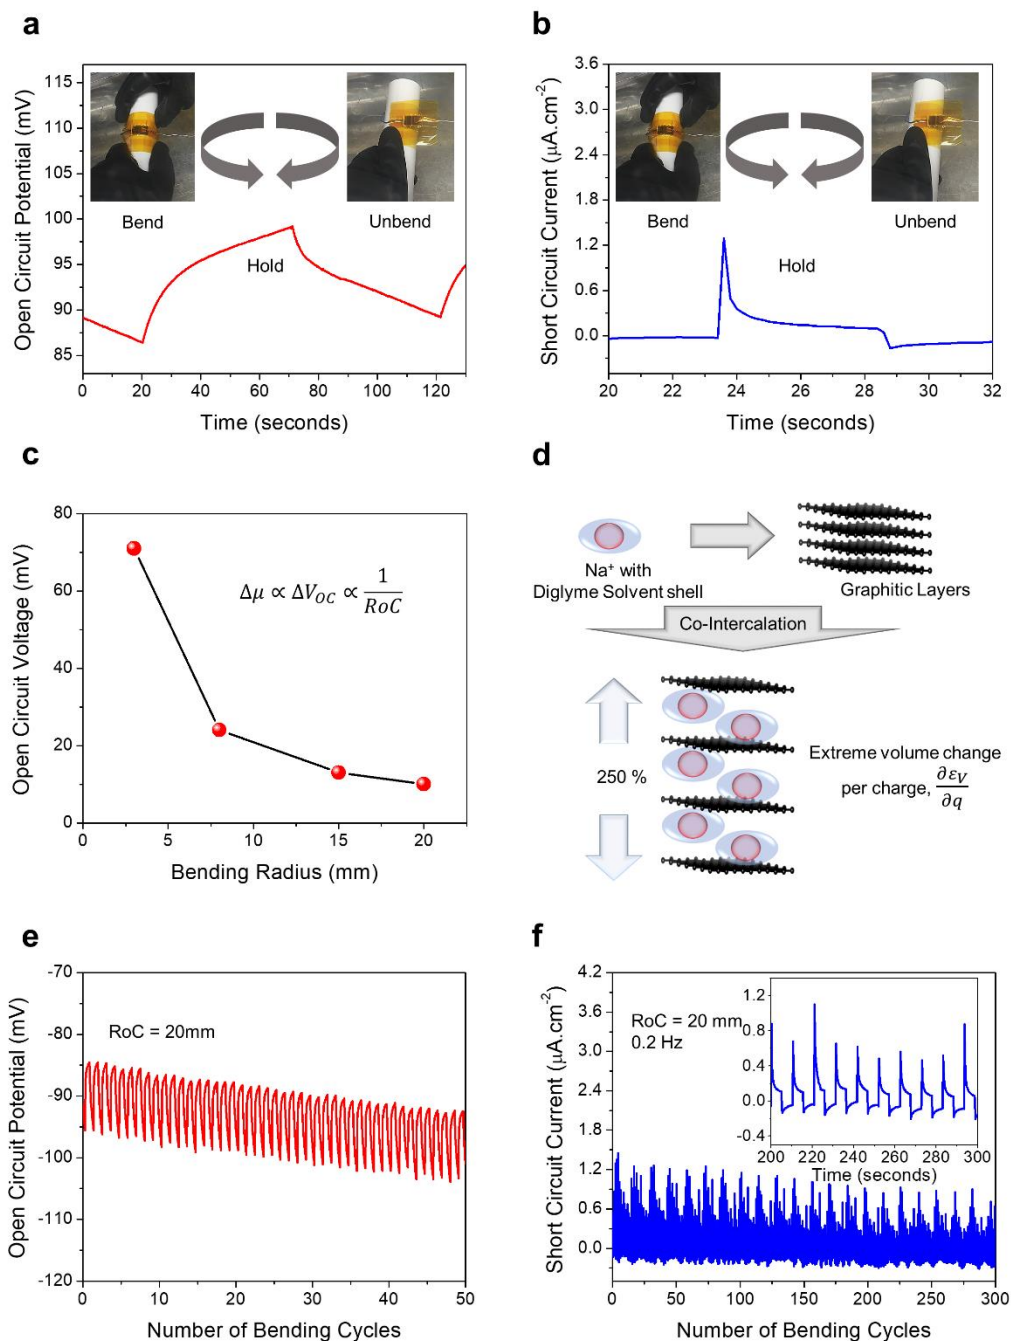 a
Open Circuit Potential (mV)
115
110
105
100
95
90
85
Bend
Unbend
Hold
0 20 40 60 80 100 120
Time (seconds)
b
Short Circuit Current (μA.cm⁻²)
3.6
3.0
2.4
1.8
1.2
0.6
0.0
Bend
Unbend
Hold
20 22 24 26 28 30 32
Time (seconds)
c
Open Circuit Voltage (mV)
80
60
40
20
0
Δμ ∝ ΔV_OC ∝ 1/RoC
0 5 10 15 20
Bending Radius (mm)
d
Na⁺ with
Diglyme Solvent shell
Graphitic Layers
Co-Intercalation
250 %
Extreme volume change
per charge, ∂ε_V/∂q
e
Open Circuit Potential (mV)
-70
-80
-90
-100
-110
-120
RoC = 20mm
0 10 20 30 40 50
Number of Bending Cycles
f
Short Circuit Current (μA.cm⁻²)
4.2
3.6
3.0
2.4
1.8
1.2
0.6
0.0
RoC = 20 mm
0.2 Hz
1.2
0.8
0.4
0.0
-0.4
200 220 240 260 280 300
Time (seconds)
0 50 100 150 200 250 300
Number of Bending Cycles